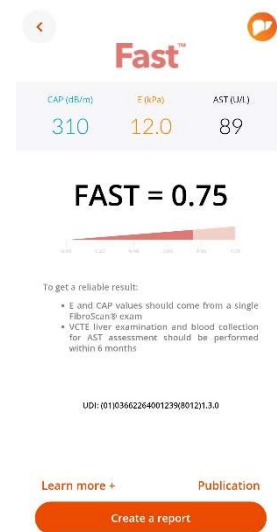 Fast™
CAP (dB/m) E (kPa) AST (U/L)
310 12.0 89
FAST = 0.75
To get a reliable result:
• E and CAP values should come from a single
FibroScan® exam
• VCTE liver examination and blood collection
for AST assessment should be performed
within 6 months
UDI: (01)03662264001239(8012)1.3.0
Learn more + Publication
Create a report